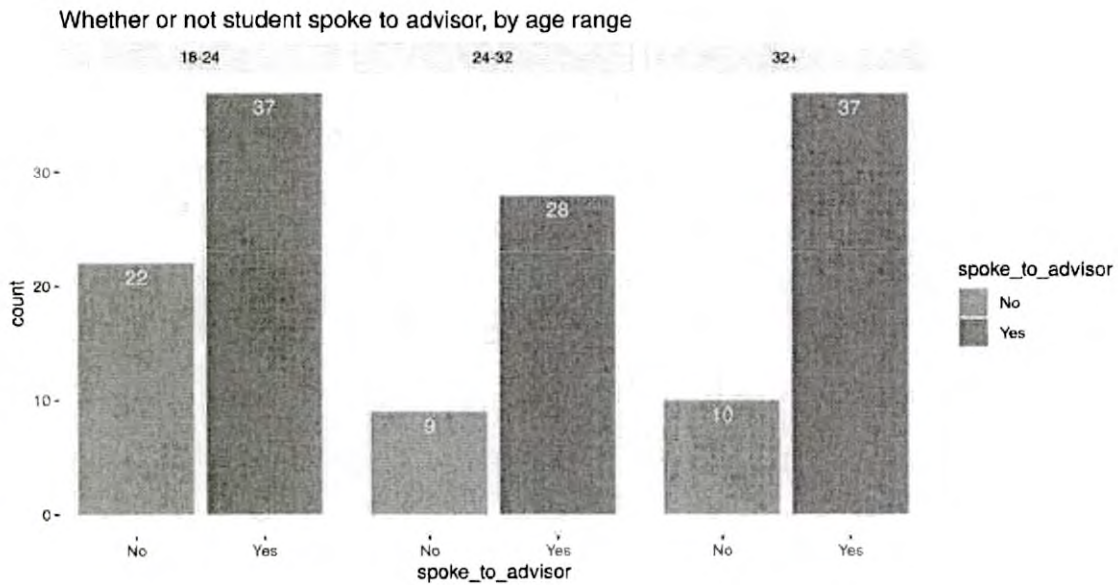 Whether or not student spoke to advisor, by age range
18-24 24-32 32+
37 37
30
28
22
20
count
spoke_to_advisor
No
Yes
10
9 10
0
No Yes No Yes No Yes
spoke_to_advisor